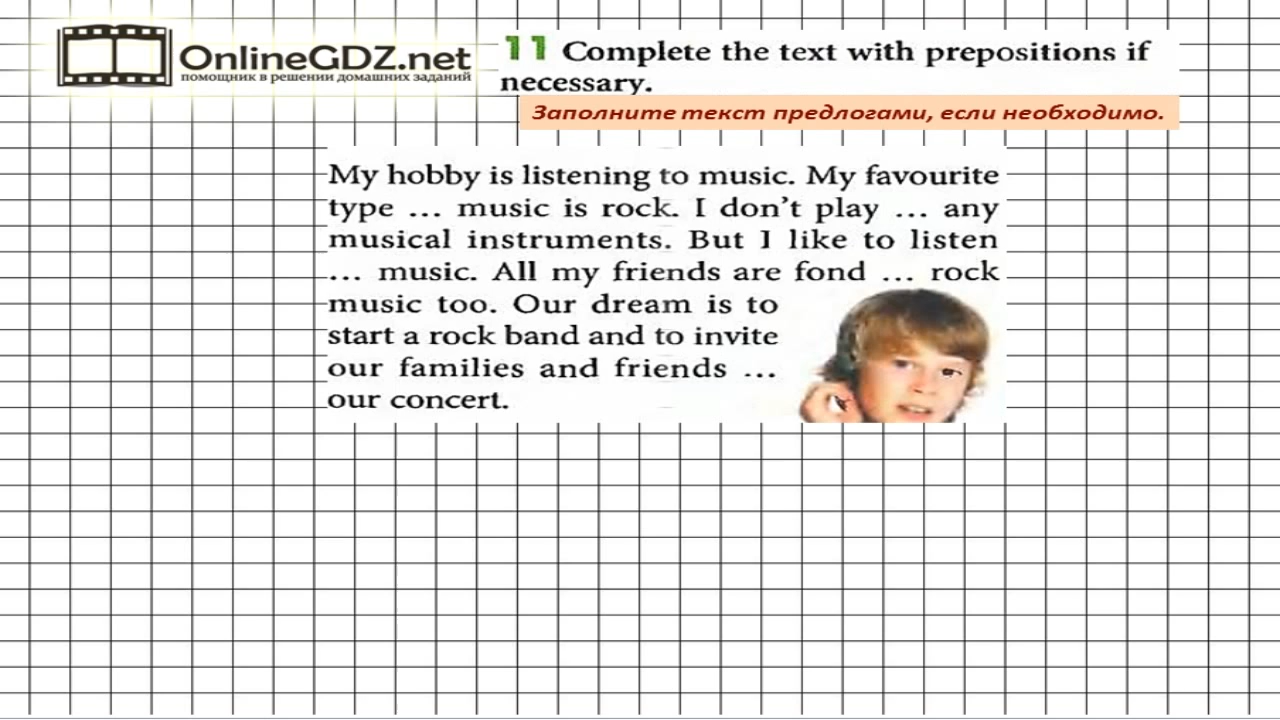 OnlineGDZ.net
помощник в решении домашних заданий
11 Complete the text with prepositions if
necessary.
Заполните текст предлогами, если необходимо.
My hobby is listening to music. My favourite
type ... music is rock. I don't play ... any
musical instruments. But I like to listen
... music. All my friends are fond ... rock
music too. Our dream is to
start a rock band and to invite
our families and friends ...
our concert.